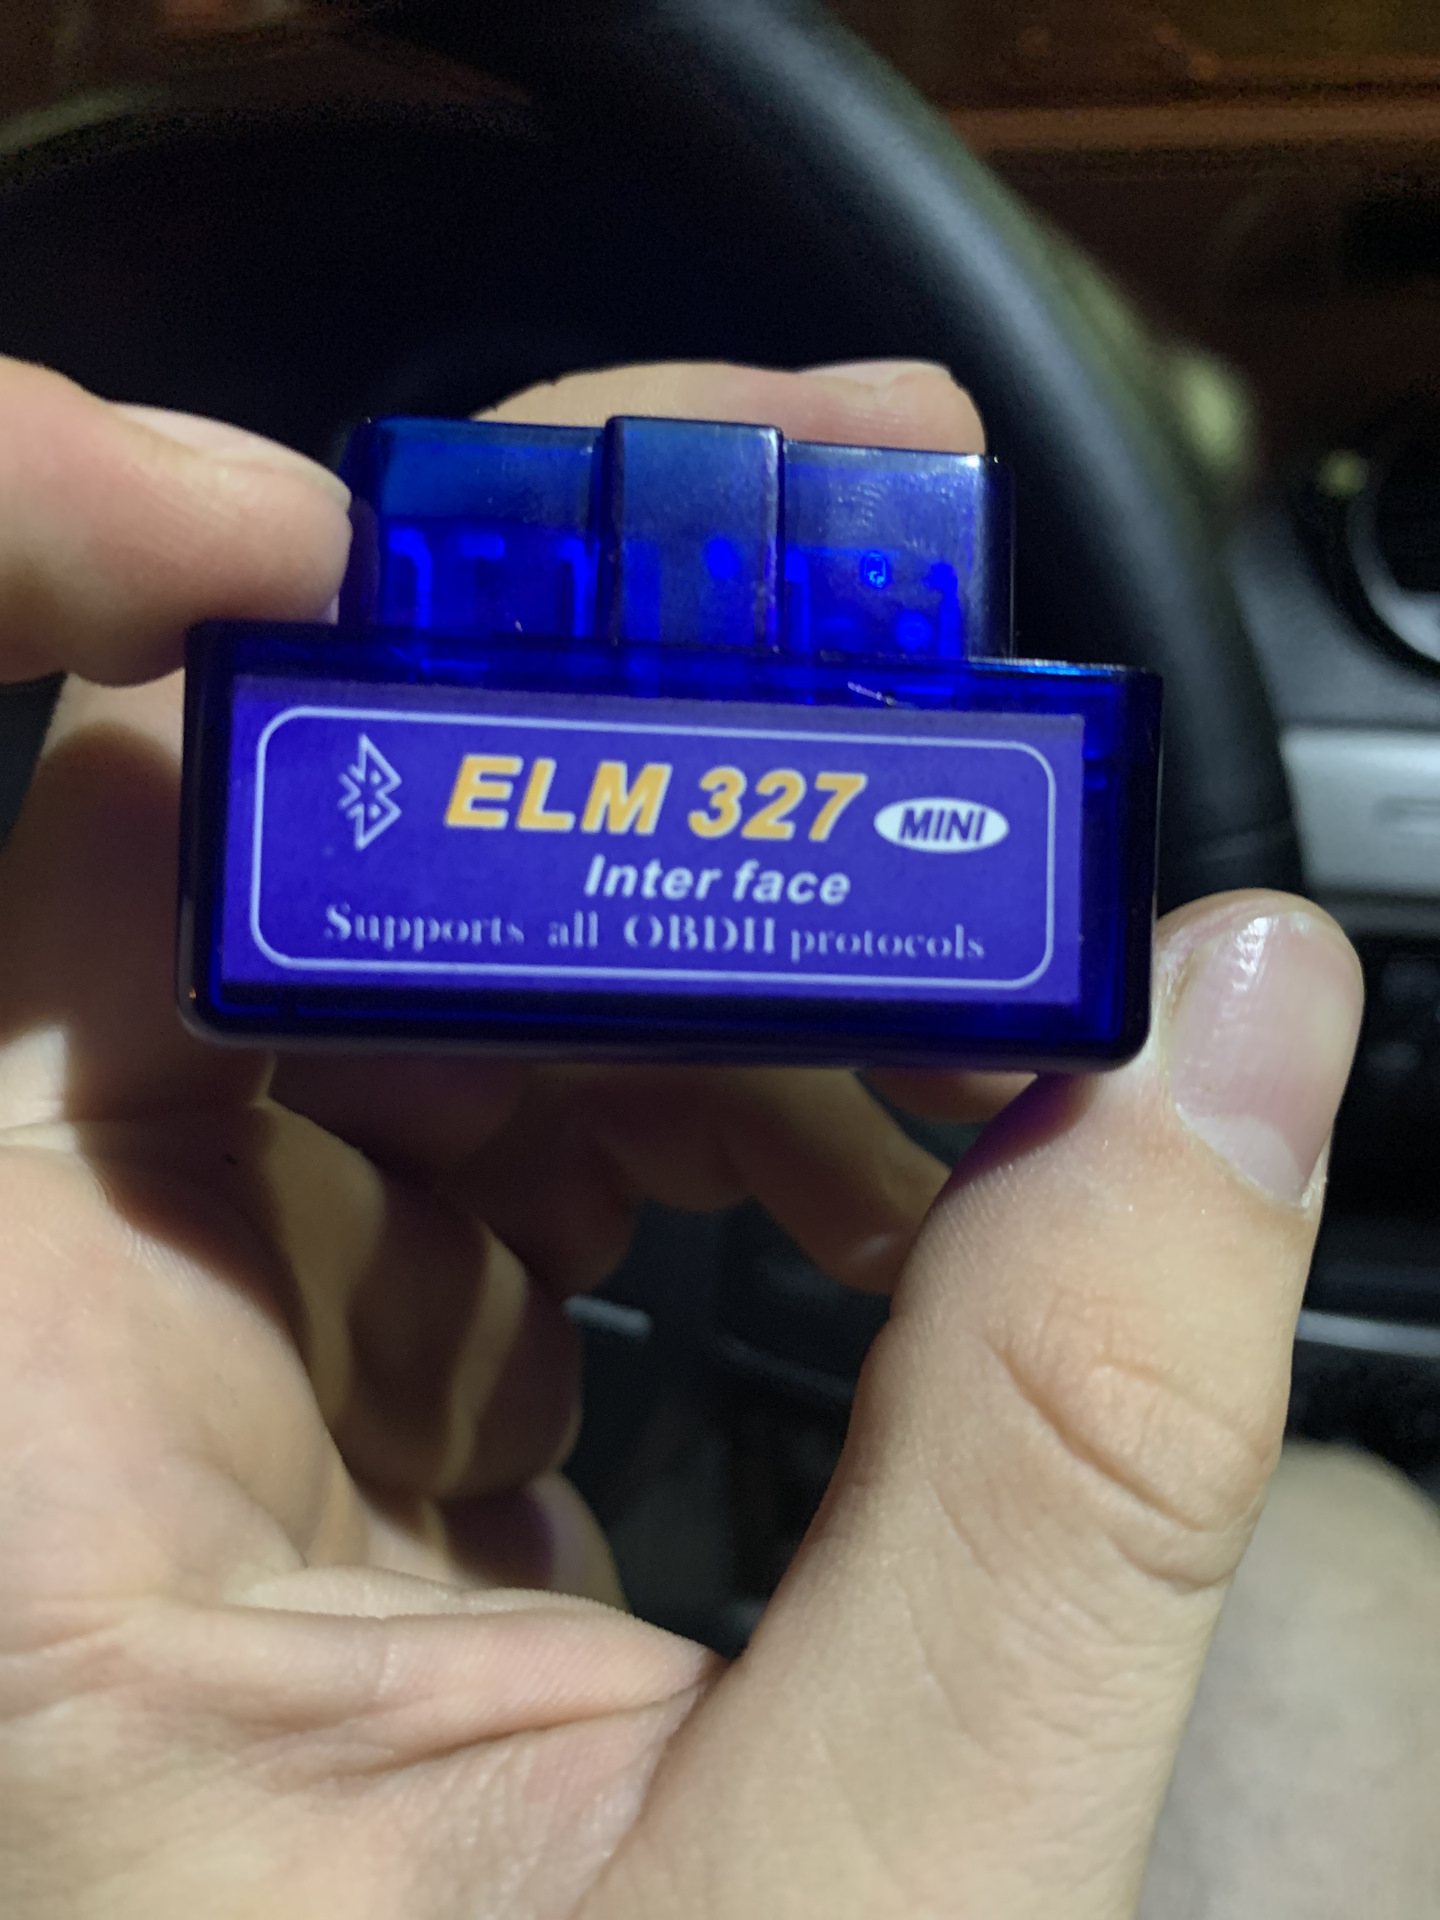 ELM 327 MINI
Inter face
Supports all OBDII protocols